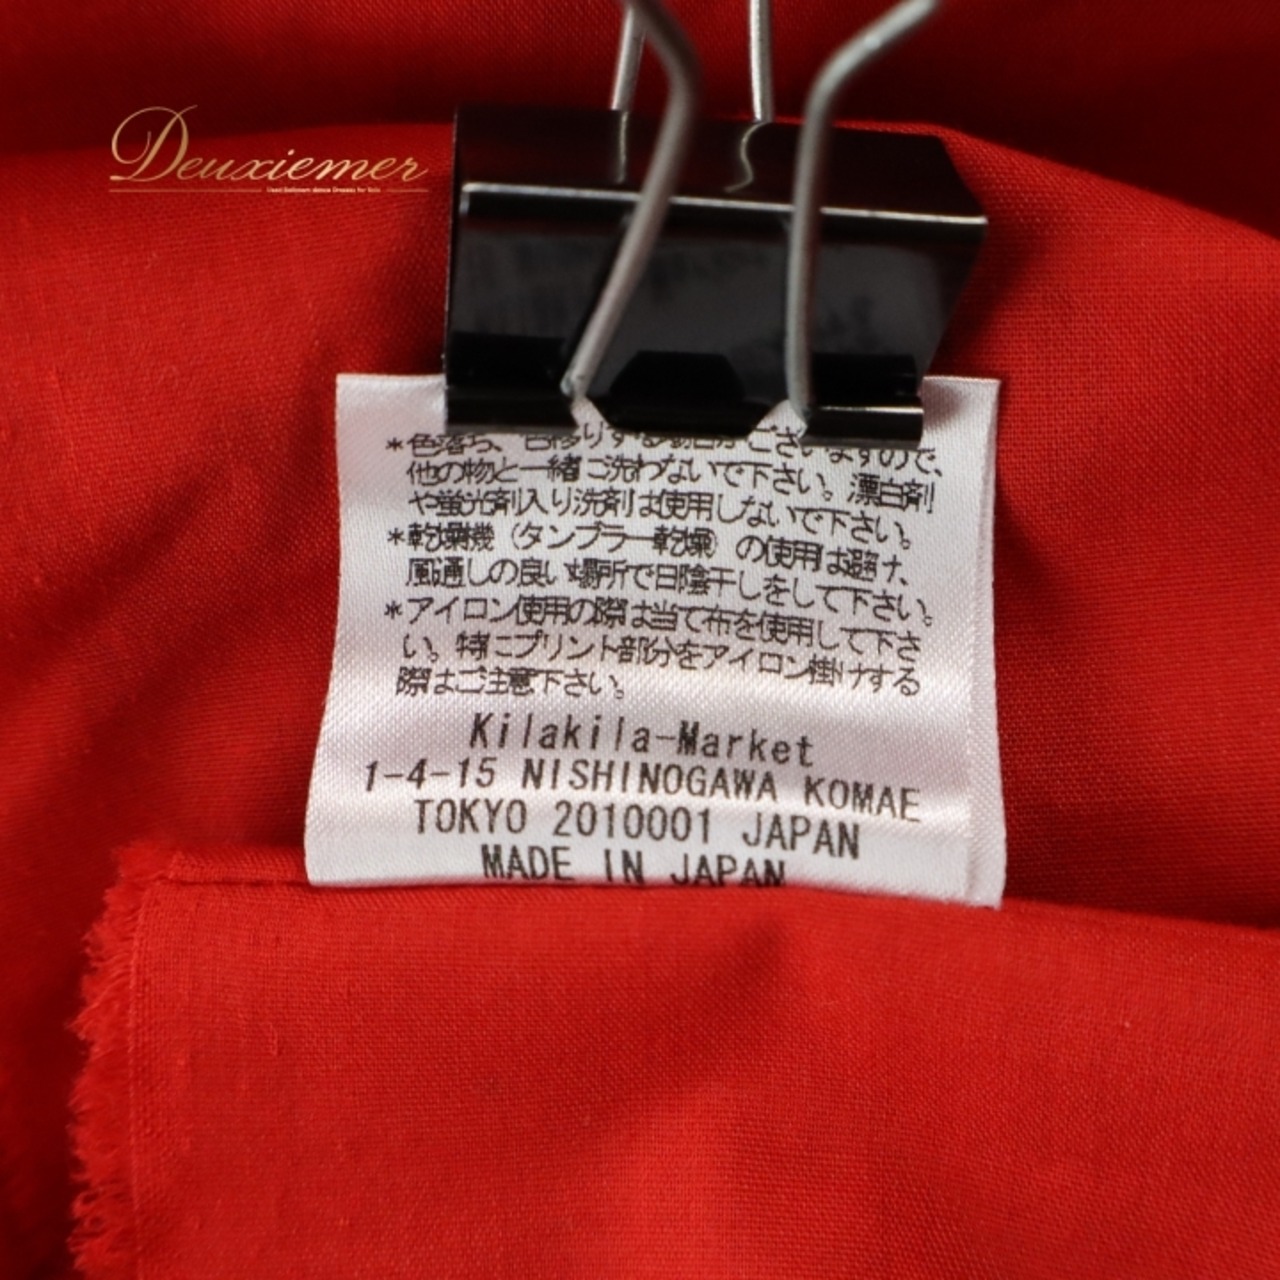 Deuxiemer
Used Ballroom dance Dresses for Sale
*色落ち、色移りする場合がございますので、
他の物と一緒に洗わないで下さい。漂白剤
や蛍光剤入り洗剤は使用しないで下さい。
*乾燥機（タンブラー乾燥）の使用は避け、
風通しの良い場所で日陰干しをして下さい。
*アイロン使用の際は当て布を使用して下さ
い。特にプリント部分をアイロン掛けする
際はご注意下さい。
Kilakila-Market
1-4-15 NISHINOGAWA KOMAE
TOKYO 2010001 JAPAN
MADE IN JAPAN